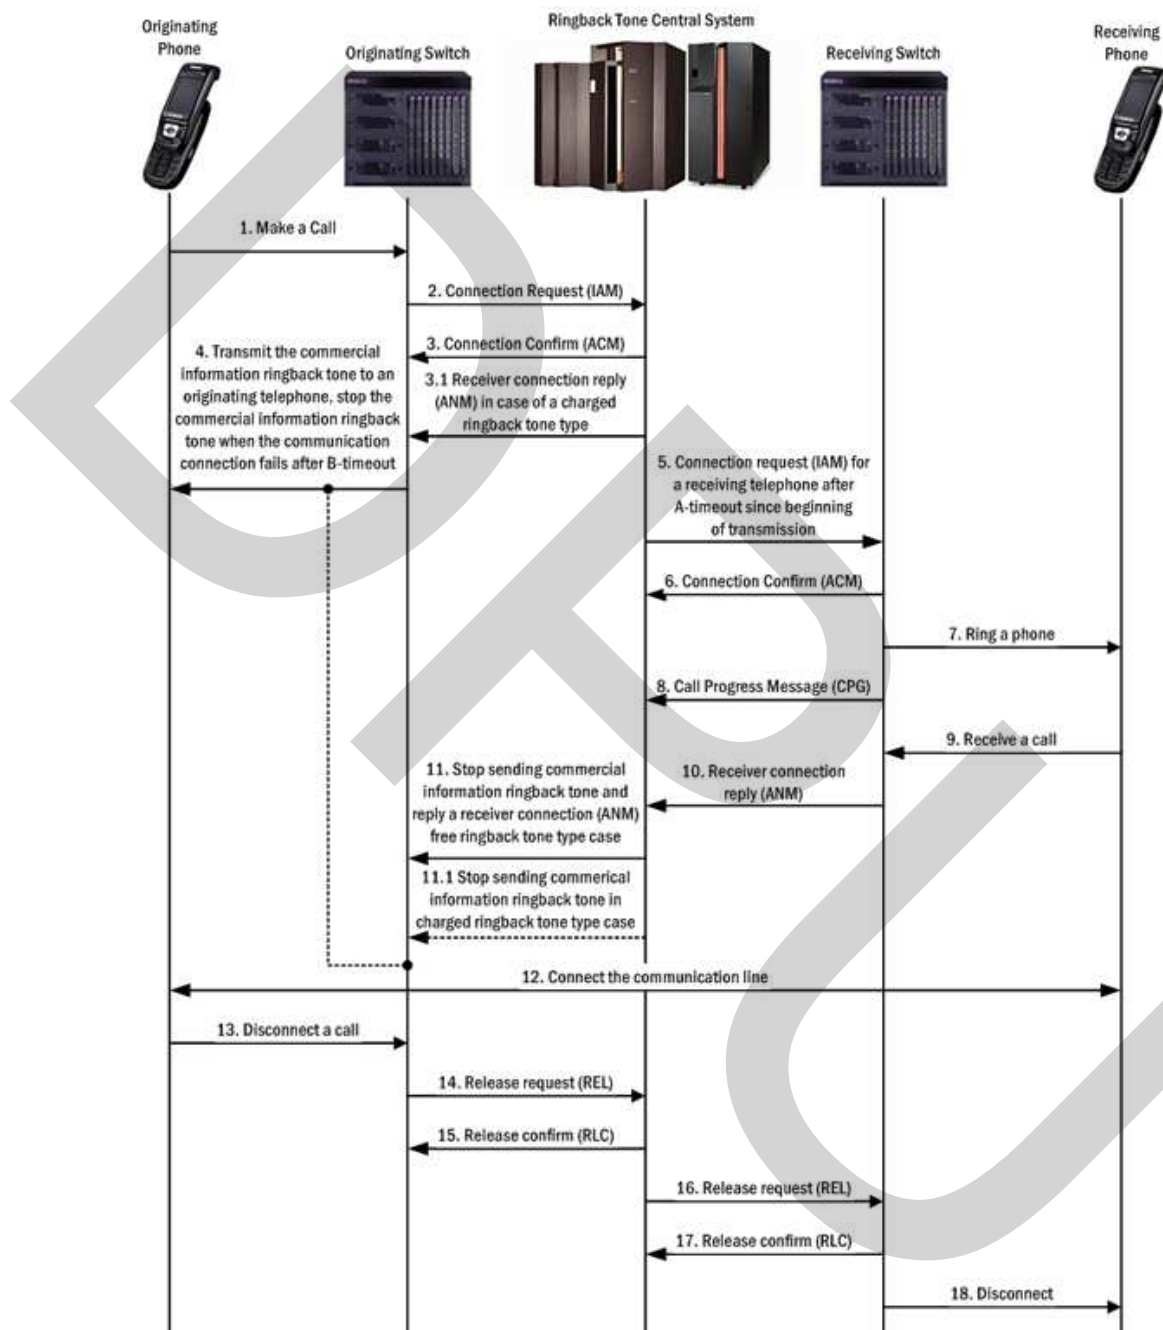 Originating
Phone
Originating Switch
Ringback Tone Central System
Receiving Switch
Receiving
Phone
1. Make a Call
2. Connection Request (IAM)
3. Connection Confirm (ACM)
3.1 Receiver connection reply
(ANM) in case of a charged
ringback tone type
4. Transmit the commercial
information ringback tone to an
originating telephone, stop the
commercial information ringback
tone when the communication
connection fails after B-timeout
5. Connection request (IAM) for
a receiving telephone after
A-timeout since beginning
of transmission
6. Connection Confirm (ACM)
7. Ring a phone
8. Call Progress Message (CPG)
9. Receive a call
10. Receiver connection
reply (ANM)
11. Stop sending commercial
information ringback tone and
reply a receiver connection (ANM)
free ringback tone type case
11.1 Stop sending commerical
information ringback tone in
charged ringback tone type case
12. Connect the communication line
13. Disconnect a call
14. Release request (REL)
15. Release confirm (RLC)
16. Release request (REL)
17. Release confirm (RLC)
18. Disconnect
DPU